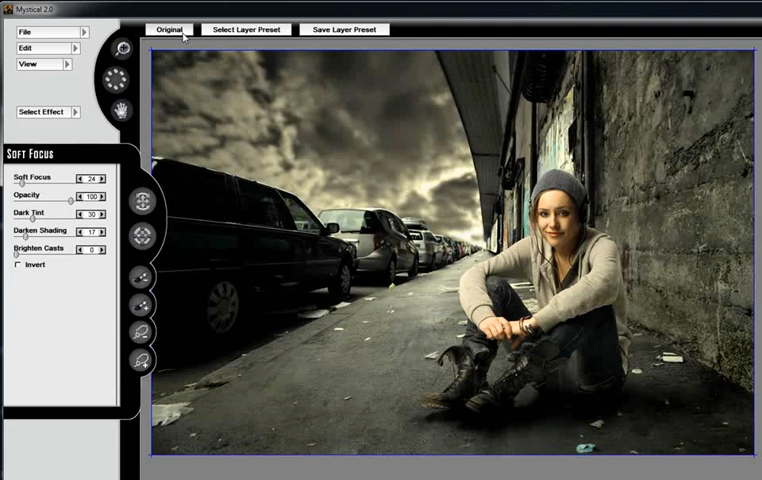 Mystical 2.0
File
Edit
View
Select Effect
Original
Select Layer Preset
Save Layer Preset
Soft Focus
Soft Focus 24
Opacity 100
Dark Tint 30
Darken Shading 17
Brighten Casts 0
Invert